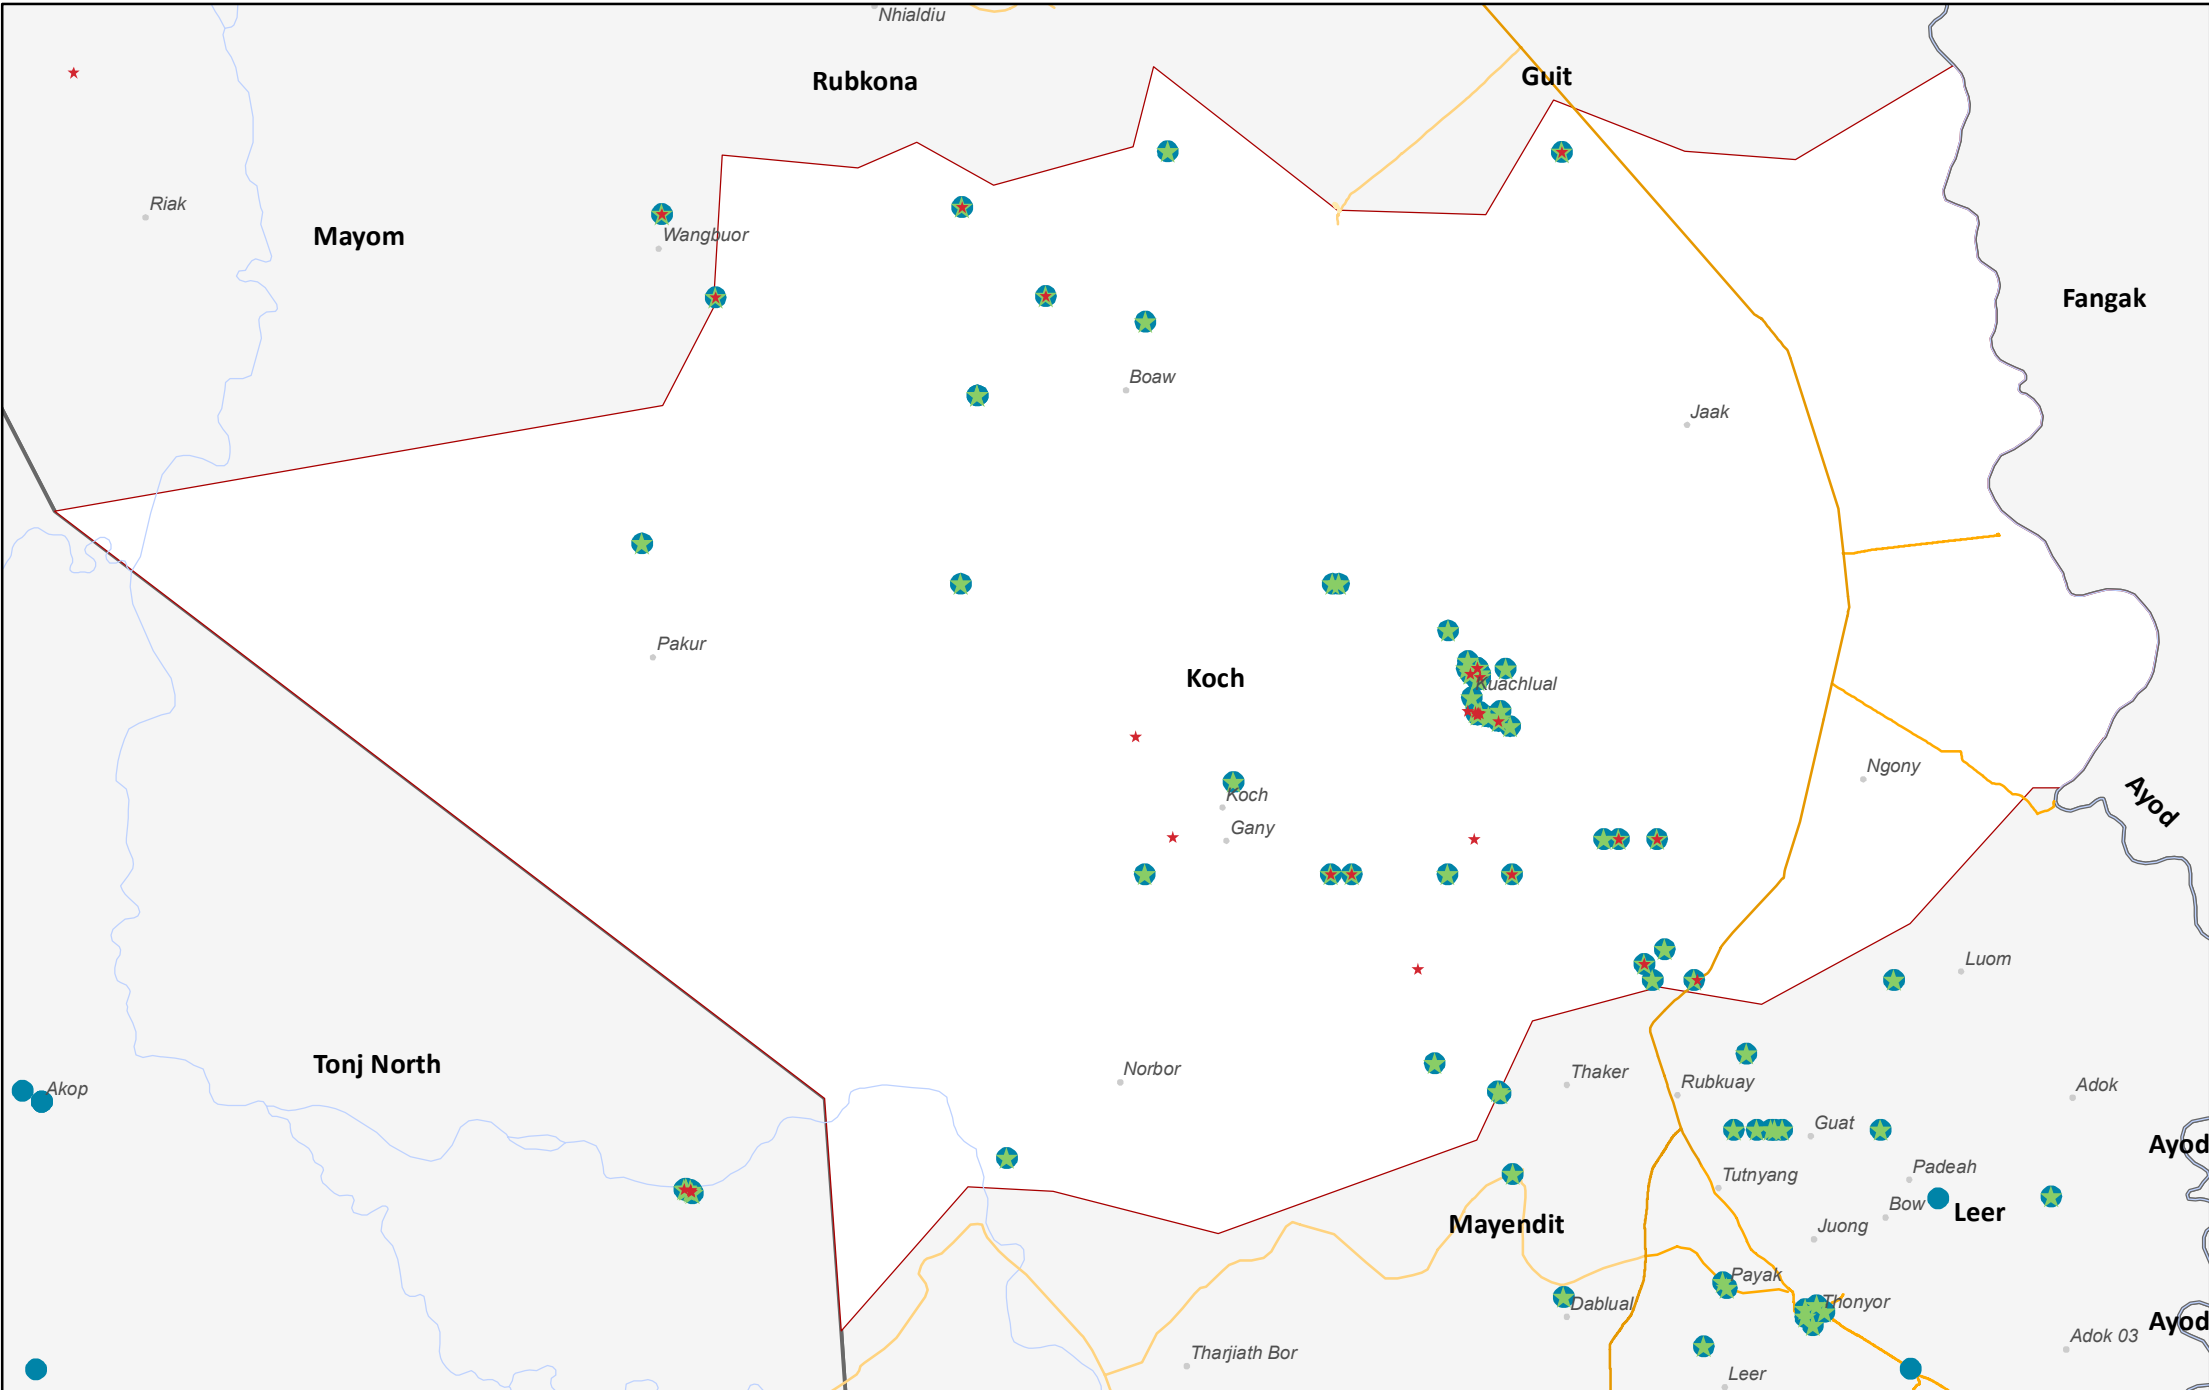 Nhialdiu
Rubkona
Guit
Riak
Mayom
Wangbuor
Fangak
Boaw
Jaak
Pakur
Koch
Kuachlual
Ngony
Koch
Ayod
Gany
Luom
Tonj North
Norbor
Thaker
Rubkuay
Adok
Akop
Guat
Ayod
Tutnyang
Padeah
Bow
Leer
Mayendit
Juong
Payak
Dablual
Thonyor
Ayod
Adok 03
Tharjiath Bor
Leer